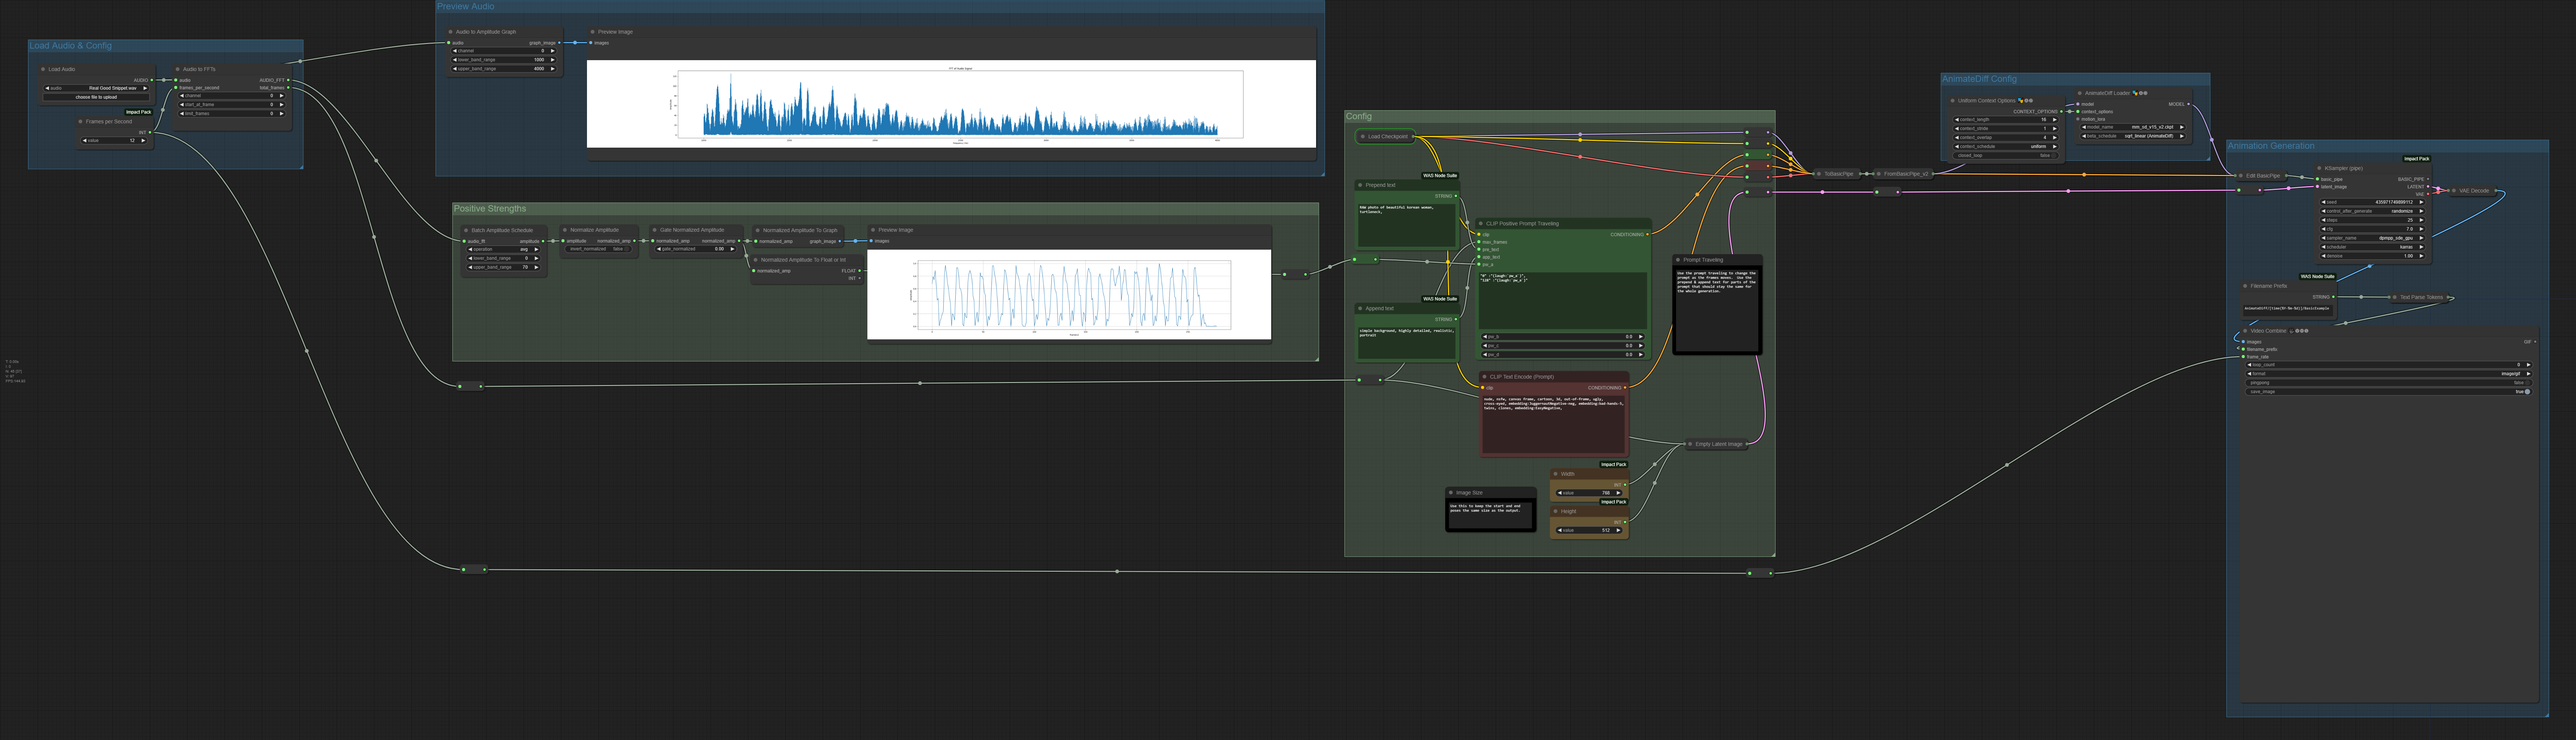 Load Audio & Config
Load Audio
AUDIO
audio Real Good Snippet.wav
choose file to upload
Audio to FFTs
audio AUDIO_FFT
frames_per_second total_frames
channel 0
start_at_frame 0
limit_frames 0
Impact Pack
Frames per Second
INT
value 12
Preview Audio
Audio to Amplitude Graph
audio graph_image
channel 0
lower_band_range 1000
upper_band_range 4000
Preview Image
images
Positive Strengths
Batch Amplitude Schedule
audio_fft amplitude
operation avg
lower_band_range 0
upper_band_range 70
Normalize Amplitude
amplitude normalized_amp
invert_normalized false
Gate Normalized Amplitude
normalized_amp normalized_amp
gate_normalized 0.00
Normalized Amplitude To Graph
normalized_amp graph_image
Normalized Amplitude To Float or Int
normalized_amp FLOAT
INT
Preview Image
images
Config
Load Checkpoint
WAS Node Suite
Prepend text
STRING
RAW photo of beautiful korean woman,
turtleneck,
WAS Node Suite
Append text
STRING
simple background, highly detailed, realistic,
portrait
CLIP Positive Prompt Traveling
clip CONDITIONING
max_frames
pre_text
app_text
pw_a
"0" :"(laugh:`pw_a`)",
pw_b 0.0
pw_c 0.0
pw_d 0.0
Prompt Traveling
Use the prompt traveling to change the
prompt as the frames moves. Use the
prepend & append text for parts of the
prompt that should stay the same for
the whole generation.
CLIP Text Encode (Prompt)
clip CONDITIONING
nude, nsfw, canvas frame, cartoon, 3d, out-of-frame, ugly,
cross-eyed, embedding:JuggernautNegative-neg, embedding:bad-hands-5,
twins, clones, embedding:EasyNegative,
Empty Latent Image
Impact Pack
Width
INT
value 768
Impact Pack
Height
INT
value 512
Image Size
Use this to keep the start and end
poses the same size as the output.
ToBasicPipe
FromBasicPipe_v2
AnimateDiff Config
Uniform Context Options
CONTEXT_OPTIONS
context_length 16
context_stride 1
context_overlap 4
context_schedule uniform
closed_loop false
AnimateDiff Loader
model MODEL
context_options
motion_lora
model_name mm_sd_v15_v2.ckpt
beta_schedule sqrt_linear (AnimateDiff)
Animation Generation
Edit BasicPipe
Impact Pack
KSampler (pipe)
basic_pipe BASIC_PIPE
latent_image LATENT
VAE
seed 435971749899112
control_after_generate randomize
steps 25
cfg 7.0
sampler_name dpmpp_sde_gpu
scheduler karras
denoise 1.00
VAE Decode
WAS Node Suite
Filename Prefix
STRING
Text Parse Tokens
Video Combine
images GIF
filename_prefix
frame_rate
loop_count 0
format image/gif
pingpong false
save_image true